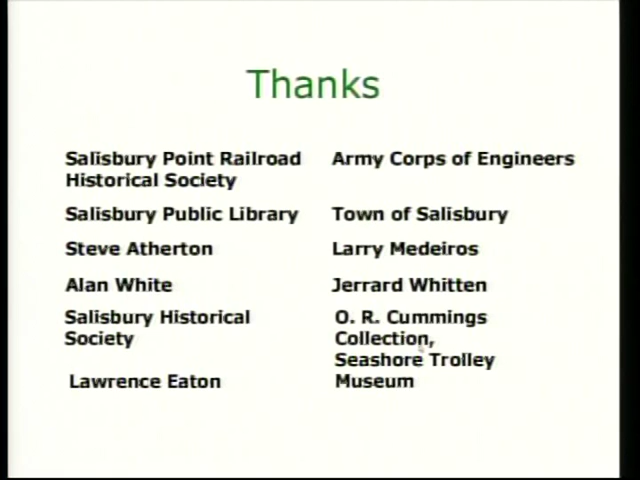 Thanks
Salisbury Point Railroad
Historical Society
Army Corps of Engineers
Salisbury Public Library
Town of Salisbury
Steve Atherton
Larry Medeiros
Alan White
Jerrard Whitten
Salisbury Historical
Society
O. R. Cummings
Collection,
Seashore Trolley
Museum
Lawrence Eaton